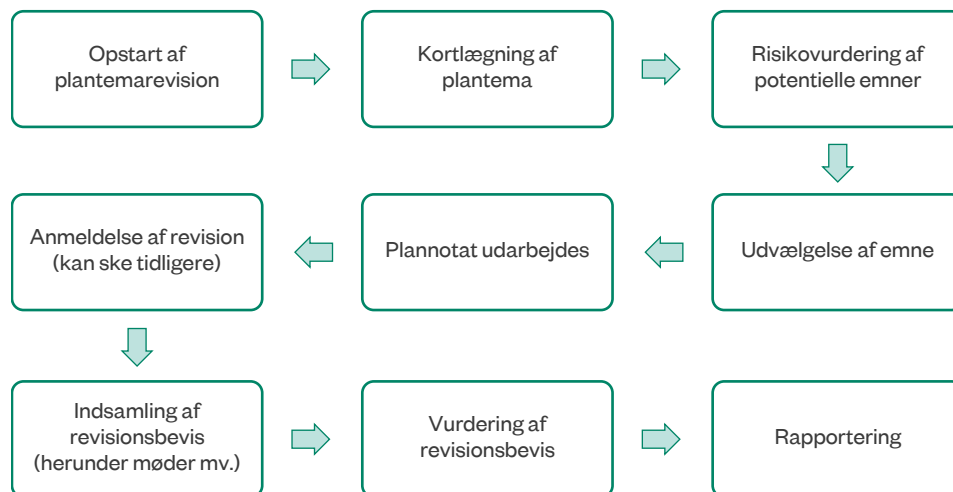 Opstart af
plantemarevision
Kortlægning af
plantema
Risikovurdering af
potentielle emner
Udvælgelse af emne
Plannotat udarbejdes
Anmeldelse af revision
(kan ske tidligere)
Indsamling af
revisionsbevis
(herunder møder mv.)
Vurdering af
revisionsbevis
Rapportering